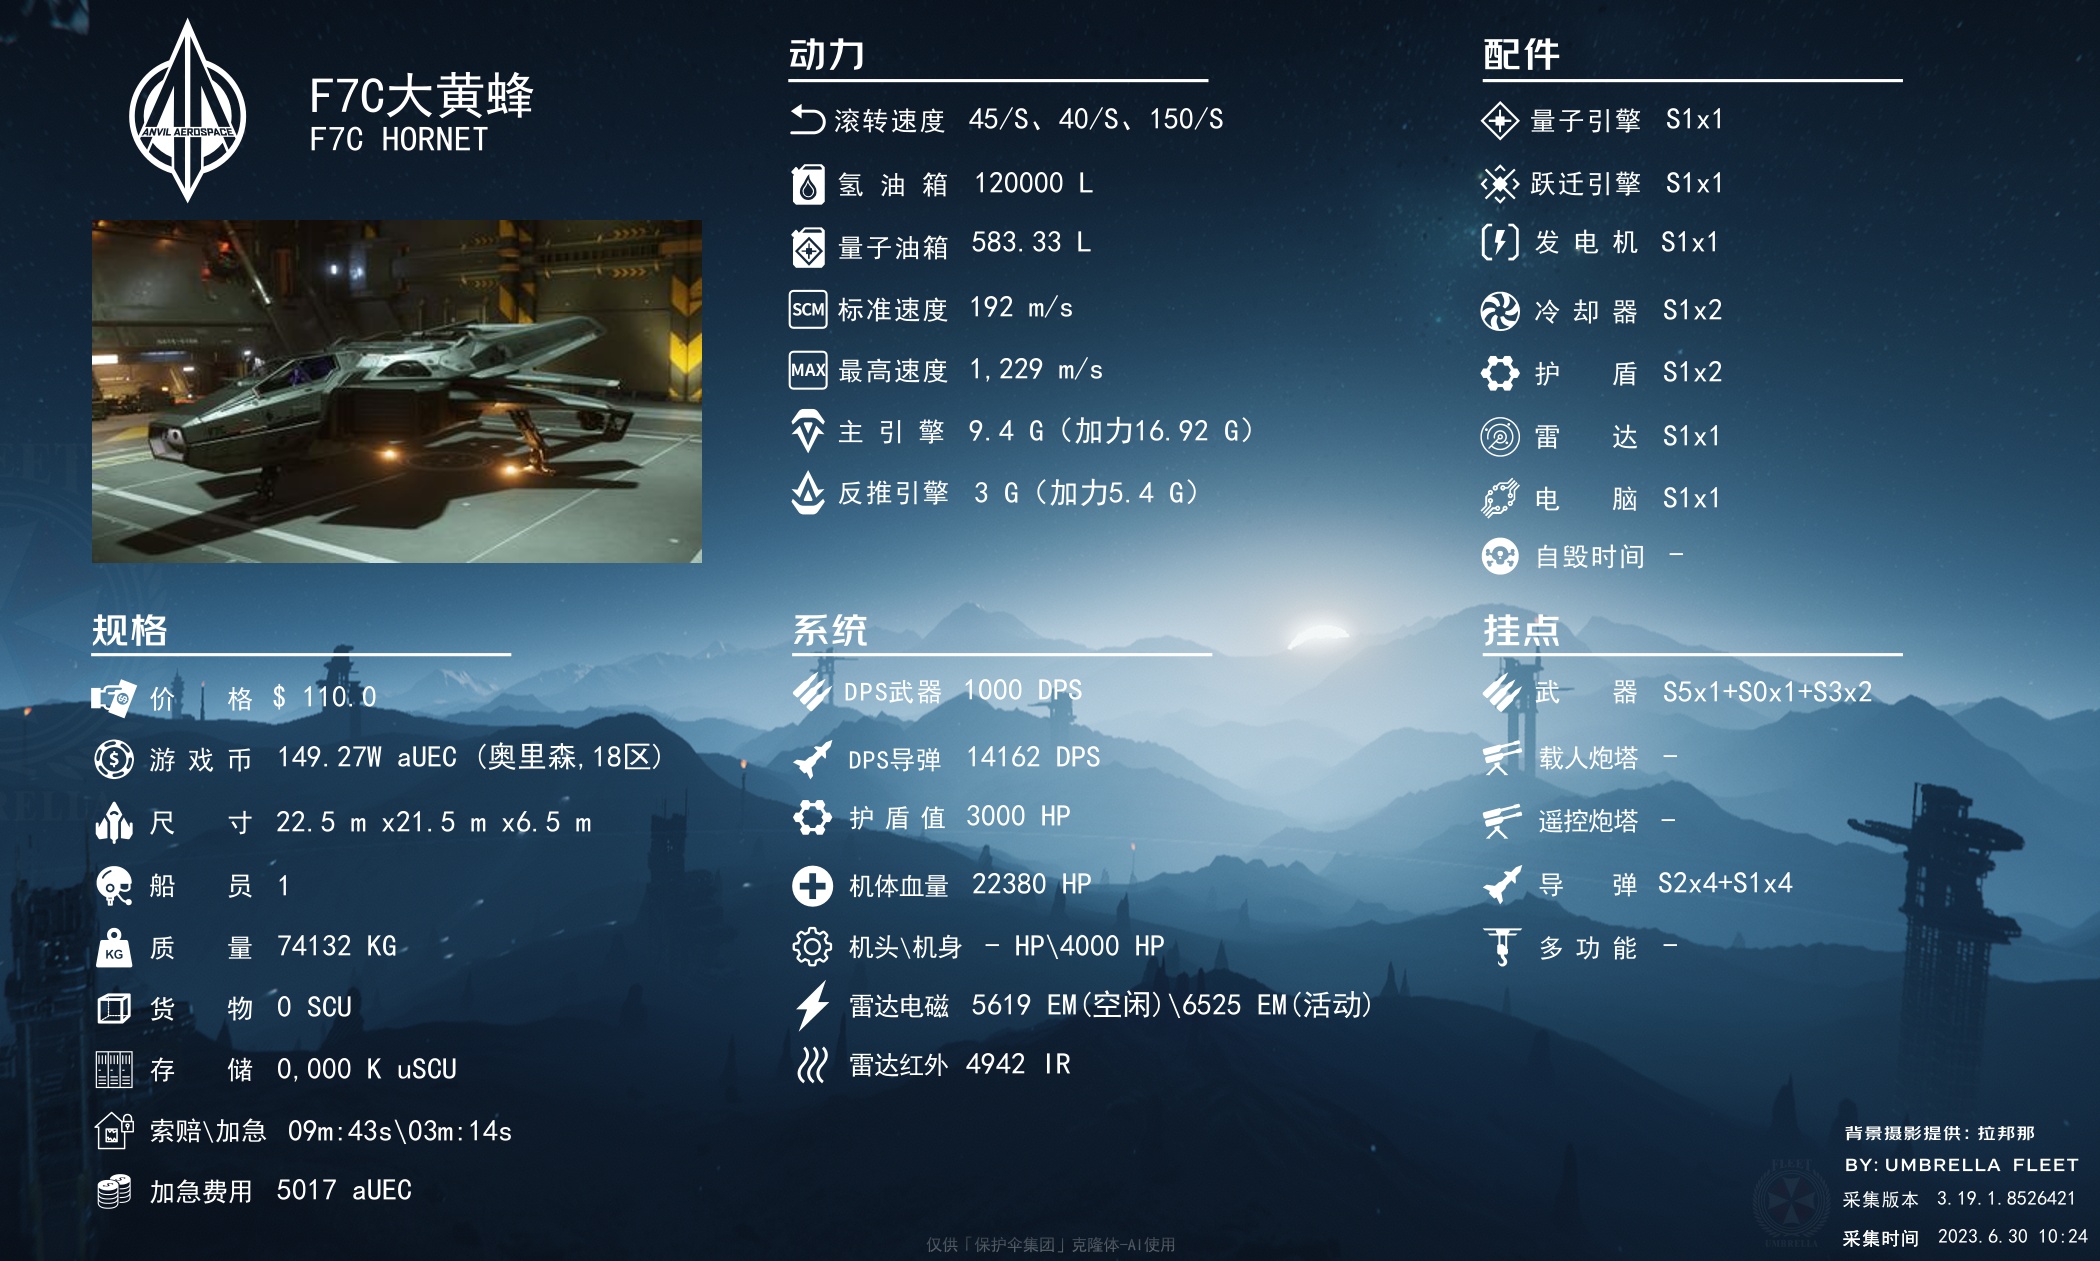 ANVIL AEROSPACE
F7C大黄蜂
F7C HORNET
动力
滚转速度 45/S、40/S、150/S
氢油箱 120000 L
量子油箱 583.33 L
SCM 标准速度 192 m/s
MAX 最高速度 1,229 m/s
主引擎 9.4 G（加力16.92 G）
反推引擎 3 G（加力5.4 G）
配件
量子引擎 S1x1
跃迁引擎 S1x1
发电机 S1x1
冷却器 S1x2
护盾 S1x2
雷达 S1x1
电脑 S1x1
自毁时间 -
规格
价格 $ 110.0
游戏币 149.27W aUEC (奥里森,18区)
尺寸 22.5 m x21.5 m x6.5 m
船员 1
KG 质量 74132 KG
货物 0 SCU
存储 0,000 K uSCU
索赔\加急 09m:43s\03m:14s
加急费用 5017 aUEC
系统
DPS武器 1000 DPS
DPS导弹 14162 DPS
护盾值 3000 HP
机体血量 22380 HP
机头\机身 - HP\4000 HP
雷达电磁 5619 EM(空闲)\6525 EM(活动)
雷达红外 4942 IR
挂点
武器 S5x1+S0x1+S3x2
载人炮塔 -
遥控炮塔 -
导弹 S2x4+S1x4
多功能 -
背景摄影提供: 拉邦那
BY: UMBRELLA FLEET
采集版本 3.19.1.8526421
采集时间 2023.6.30 10:24
FLEET
UMBRELLA
仅供「保护伞集团」克隆体-AI使用